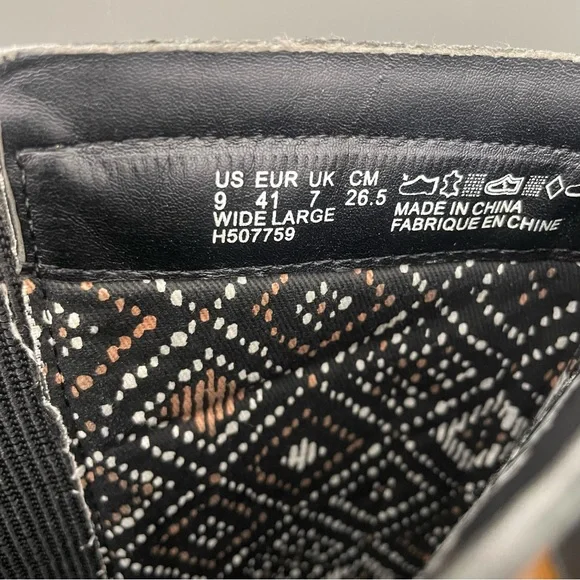 US EUR UK CM
9 41 7 26.5
WIDE LARGE
H507759
MADE IN CHINA
FABRIQUE EN CHINE